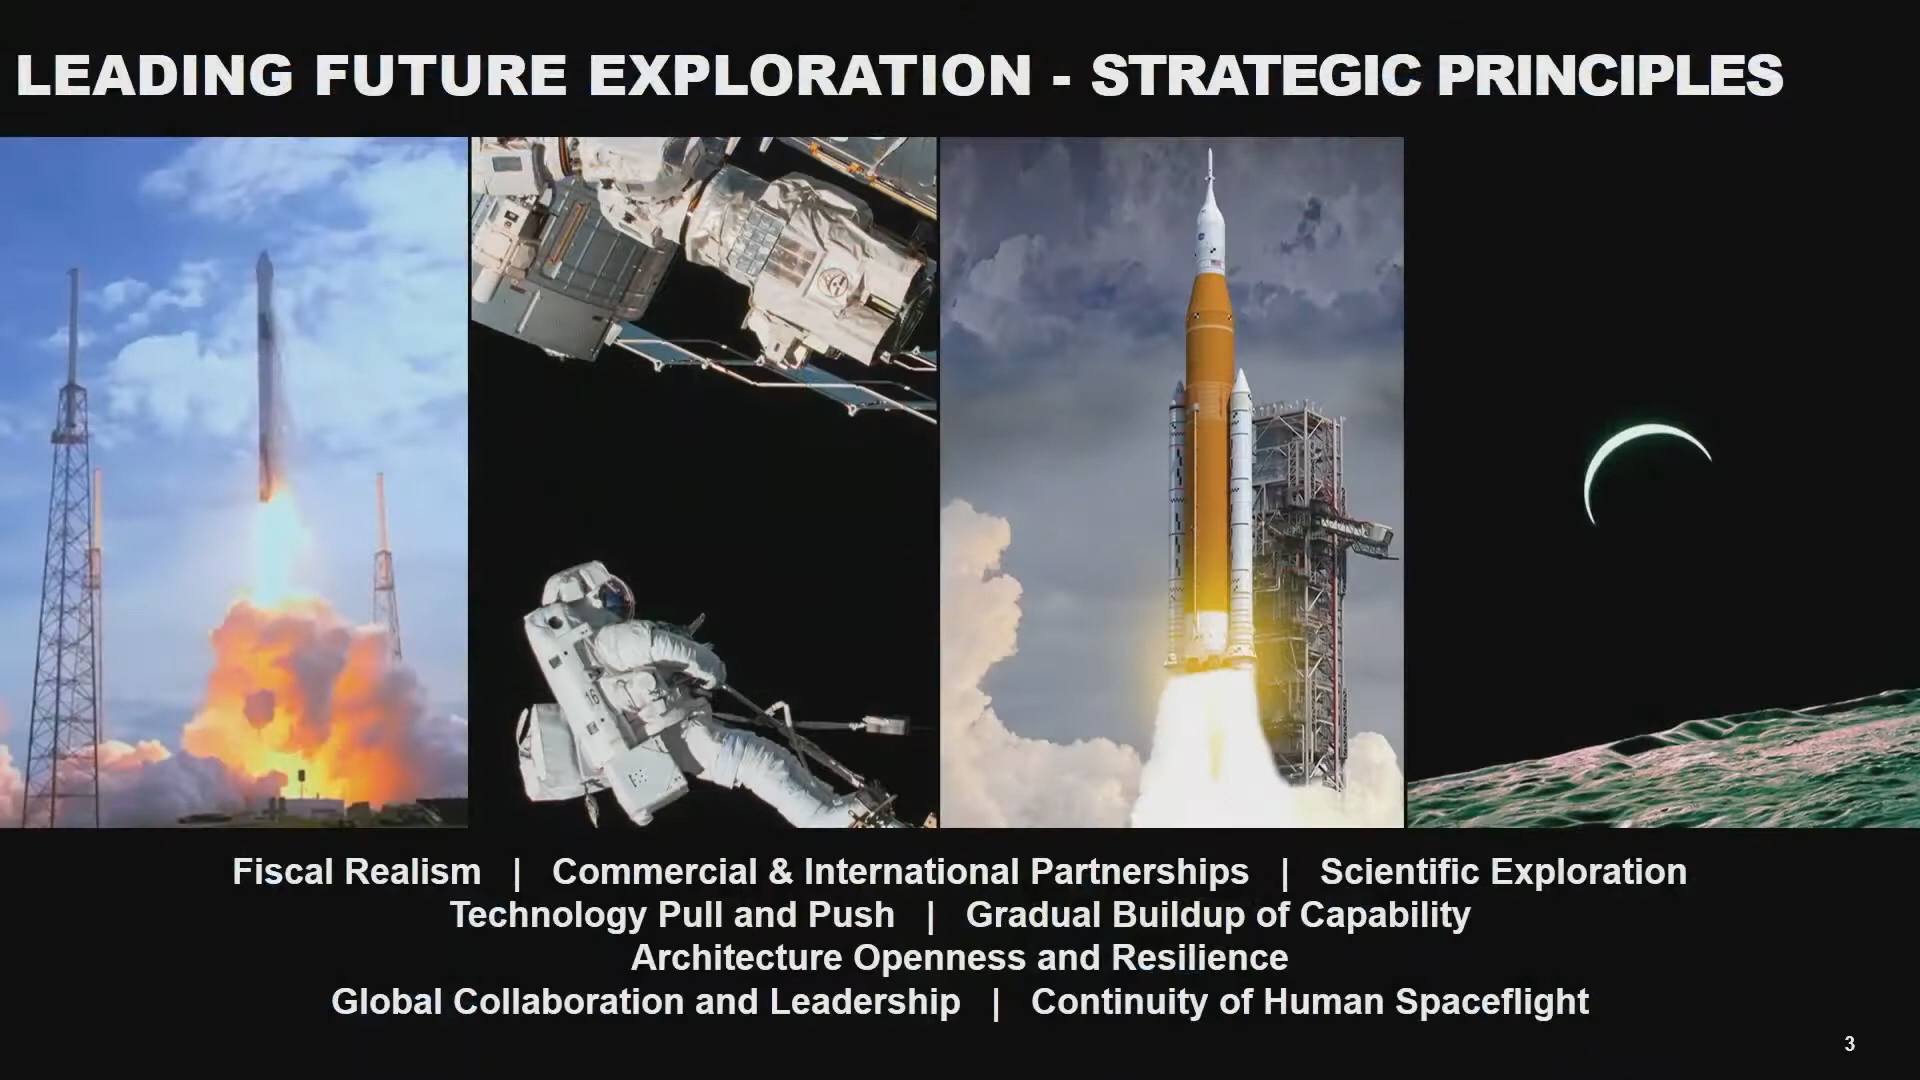 LEADING FUTURE EXPLORATION - STRATEGIC PRINCIPLES
16
Fiscal Realism | Commercial & International Partnerships | Scientific Exploration
Technology Pull and Push | Gradual Buildup of Capability
Architecture Openness and Resilience
Global Collaboration and Leadership | Continuity of Human Spaceflight
3